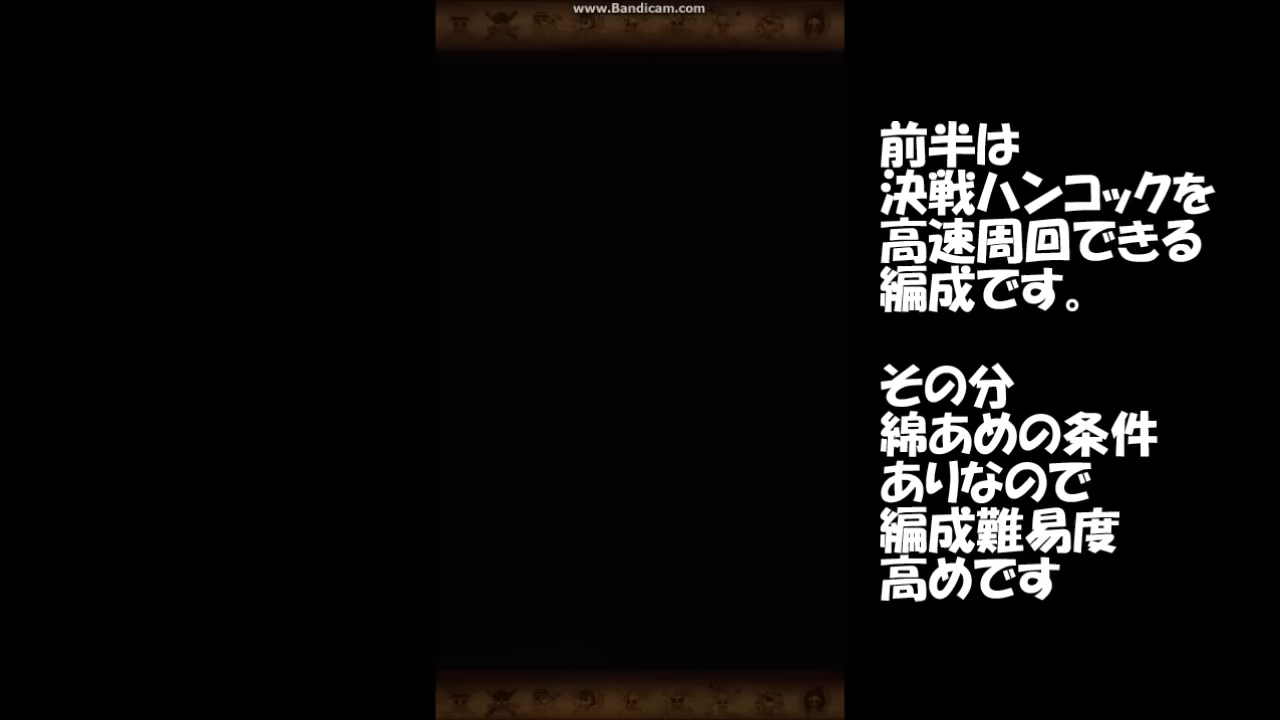 www.Bandicam.com
前半は
決戦ハンコックを
高速周回できる
編成です。
その分
綿あめの条件
ありなので
編成難易度
高めです